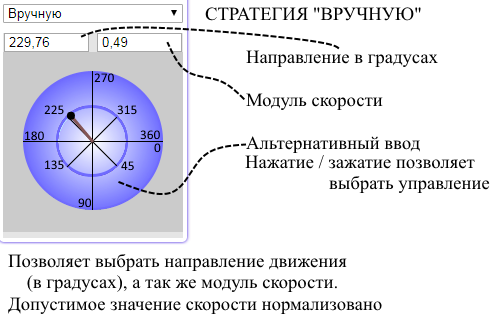 Вручную
СТРАТЕГИЯ "ВРУЧНУЮ"
229,76
0,49
Направление в градусах
Модуль скорости
Альтернативный ввод
Нажатие / зажатие позволяет
выбрать управление
270
225
315
180
360
0
135
45
90
Позволяет выбрать направление движения
(в градусах), а так же модуль скорости.
Допустимое значение скорости нормализовано